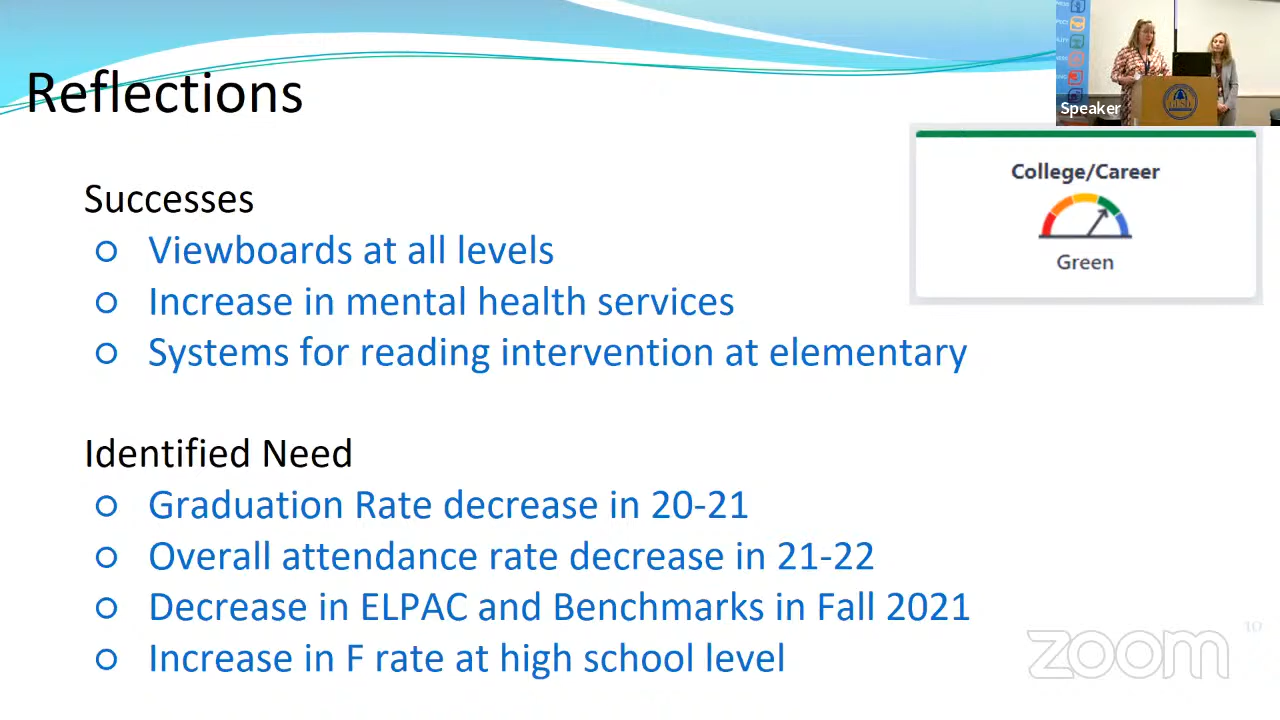 Reflections
Speaker
College/Career
Green
Successes
Viewboards at all levels
Increase in mental health services
Systems for reading intervention at elementary
Identified Need
Graduation Rate decrease in 20-21
Overall attendance rate decrease in 21-22
Decrease in ELPAC and Benchmarks in Fall 2021
Increase in F rate at high school level
10
zoom